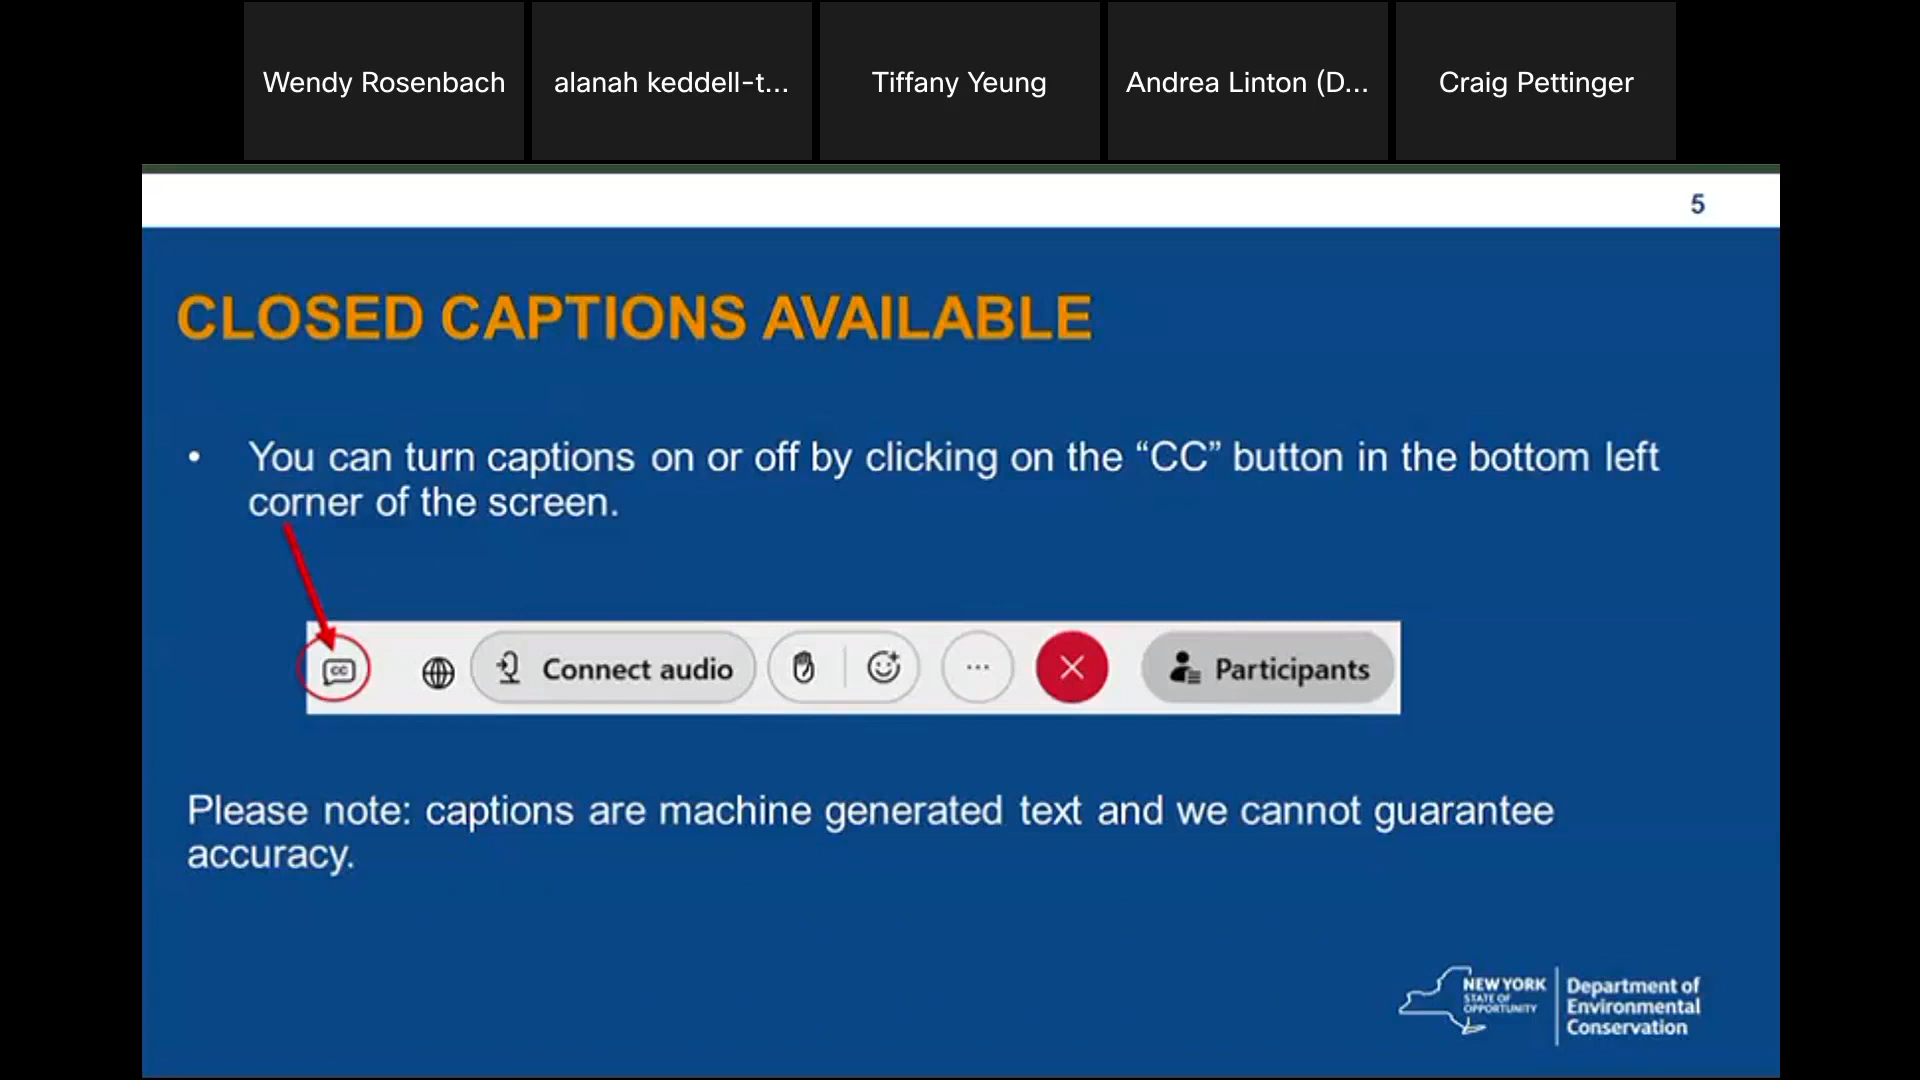 Wendy Rosenbach
alanah keddell-t...
Tiffany Yeung
Andrea Linton (D...
Craig Pettinger
5
CLOSED CAPTIONS AVAILABLE
• You can turn captions on or off by clicking on the “CC” button in the bottom left
corner of the screen.
CC
Connect audio
...
Participants
Please note: captions are machine generated text and we cannot guarantee
accuracy.
NEW YORK
STATE OF
OPPORTUNITY
Department of
Environmental
Conservation